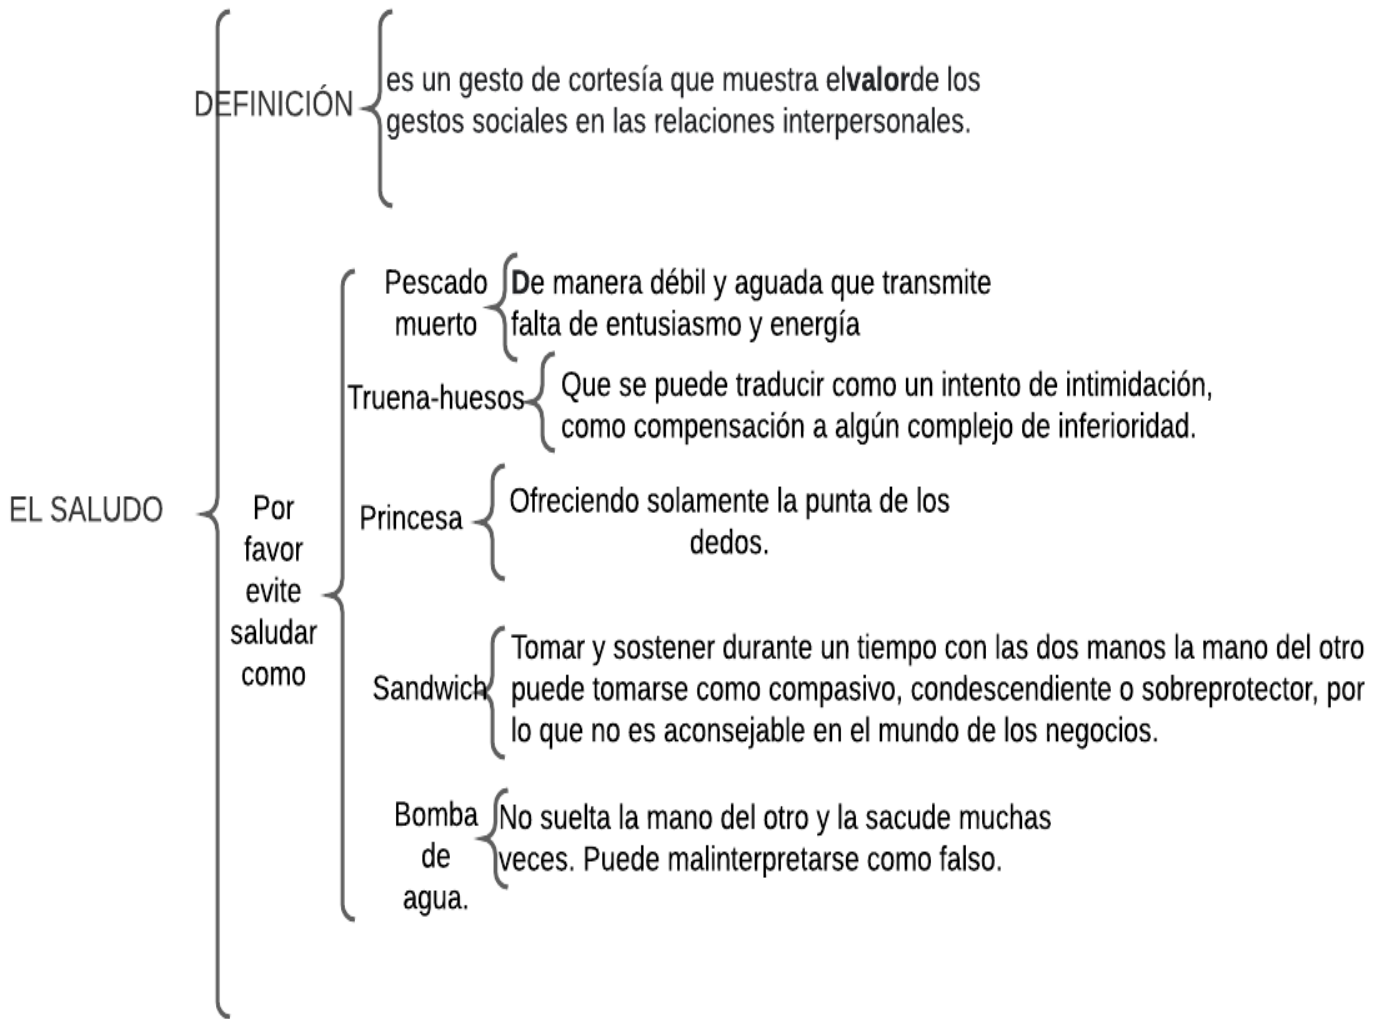 DEFINICIÓN
es un gesto de cortesía que muestra elvalorde los
gestos sociales en las relaciones interpersonales.
EL SALUDO
Por
favor
evite
saludar
como
Pescado
muerto
De manera débil y aguada que transmite
falta de entusiasmo y energía
Truena-huesos
Que se puede traducir como un intento de intimidación,
como compensación a algún complejo de inferioridad.
Princesa
Ofreciendo solamente la punta de los
dedos.
Sandwich
Tomar y sostener durante un tiempo con las dos manos la mano del otro
puede tomarse como compasivo, condescendiente o sobreprotector, por
lo que no es aconsejable en el mundo de los negocios.
Bomba
de
agua.
No suelta la mano del otro y la sacude muchas
veces. Puede malinterpretarse como falso.